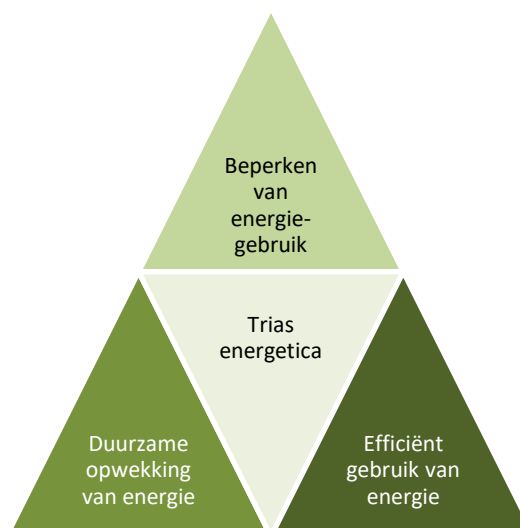 Beperken
van
energie-
gebruik
Trias
energetica
Duurzame
opwekking
van energie
Efficiënt
gebruik van
energie